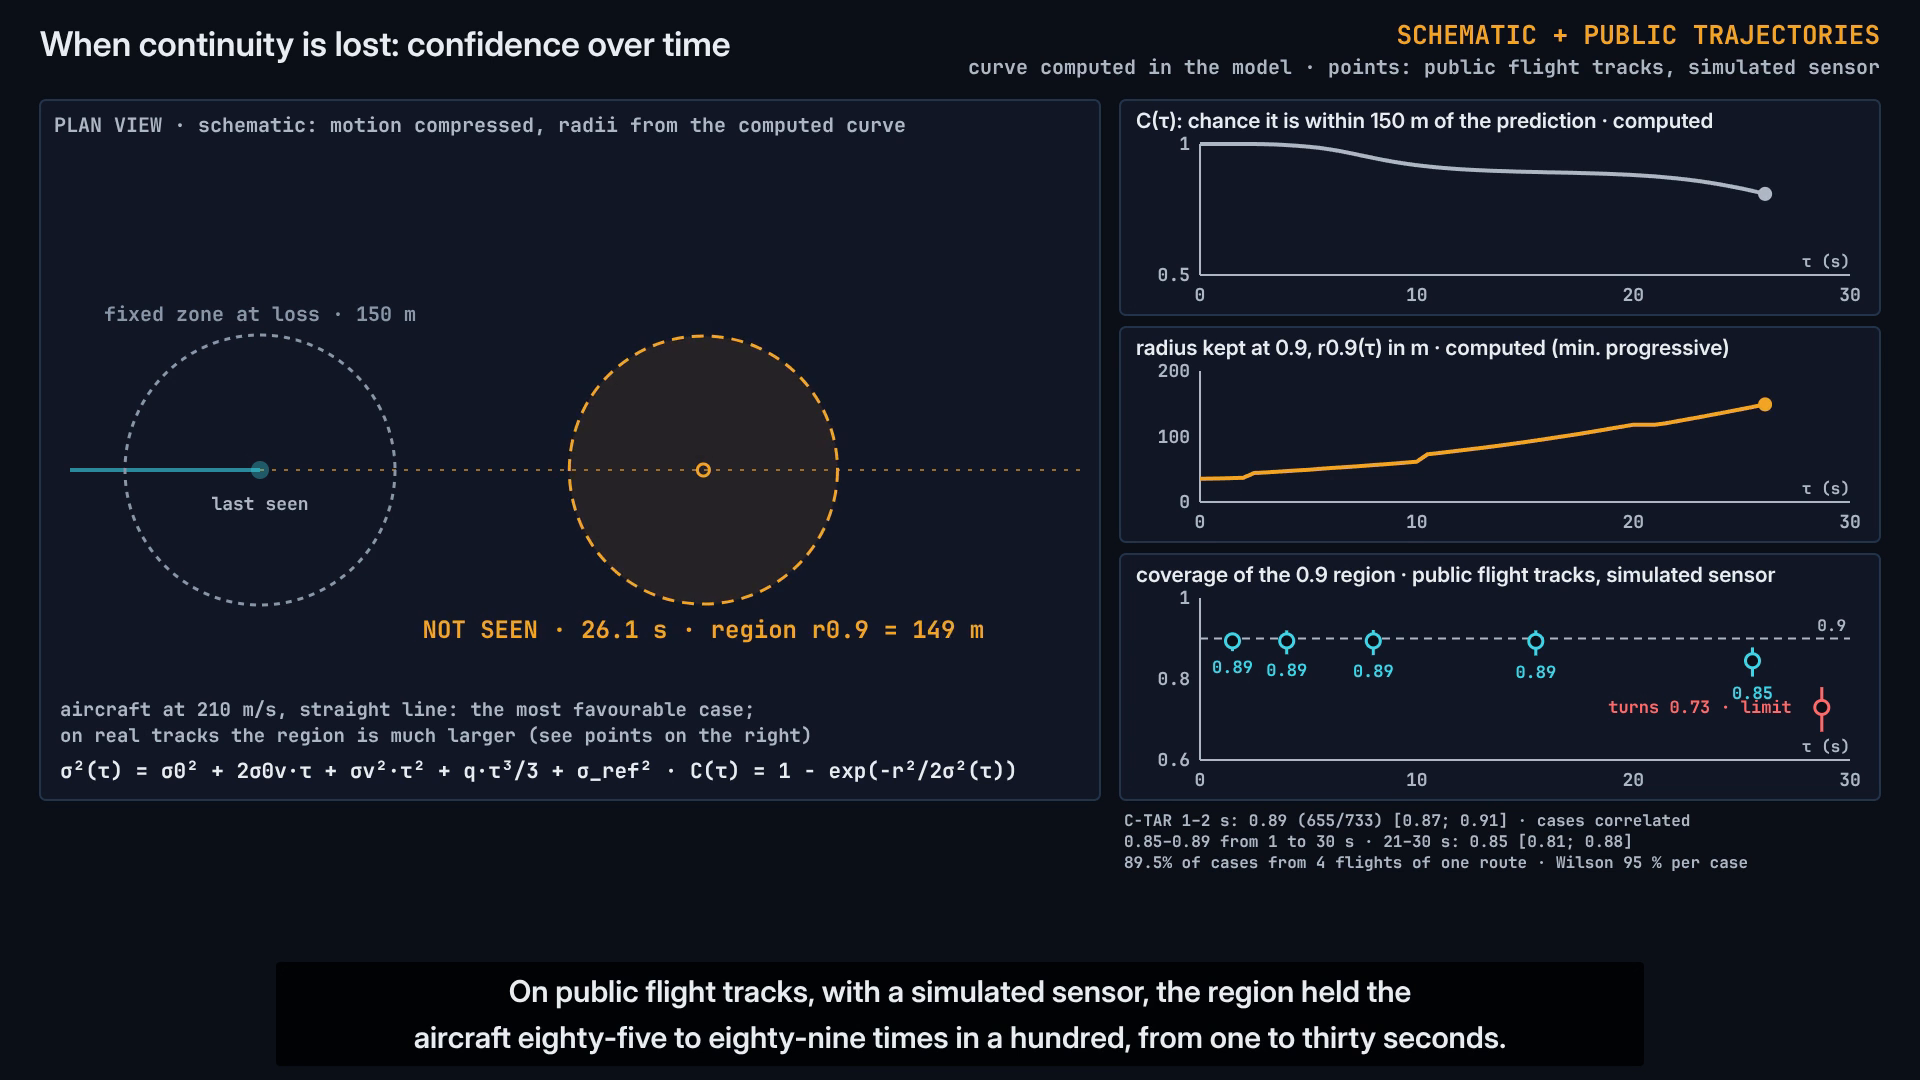 When continuity is lost: confidence over time
SCHEMATIC + PUBLIC TRAJECTORIES
curve computed in the model · points: public flight tracks, simulated sensor
PLAN VIEW · schematic: motion compressed, radii from the computed curve
fixed zone at loss · 150 m
last seen
NOT SEEN · 26.1 s · region r0.9 = 149 m
aircraft at 210 m/s, straight line: the most favourable case;
on real tracks the region is much larger (see points on the right)
σ²(τ) = σ0² + 2σ0v·τ + σv²·τ² + q·τ³/3 + σ_ref² · C(τ) = 1 - exp(-r²/2σ²(τ))
C(τ): chance it is within 150 m of the prediction · computed
1
τ (s)
0.5
0 10 20 30
radius kept at 0.9, r0.9(τ) in m · computed (min. progressive)
200
100
τ (s)
0
0 10 20 30
coverage of the 0.9 region · public flight tracks, simulated sensor
1
0.9
0.89 0.89 0.89 0.89
0.8
0.85
turns 0.73 · limit
τ (s)
0.6
0 10 20 30
C-TAR 1–2 s: 0.89 (655/733) [0.87; 0.91] · cases correlated
0.85–0.89 from 1 to 30 s · 21–30 s: 0.85 [0.81; 0.88]
89.5% of cases from 4 flights of one route · Wilson 95 % per case
On public flight tracks, with a simulated sensor, the region held the
aircraft eighty-five to eighty-nine times in a hundred, from one to thirty seconds.